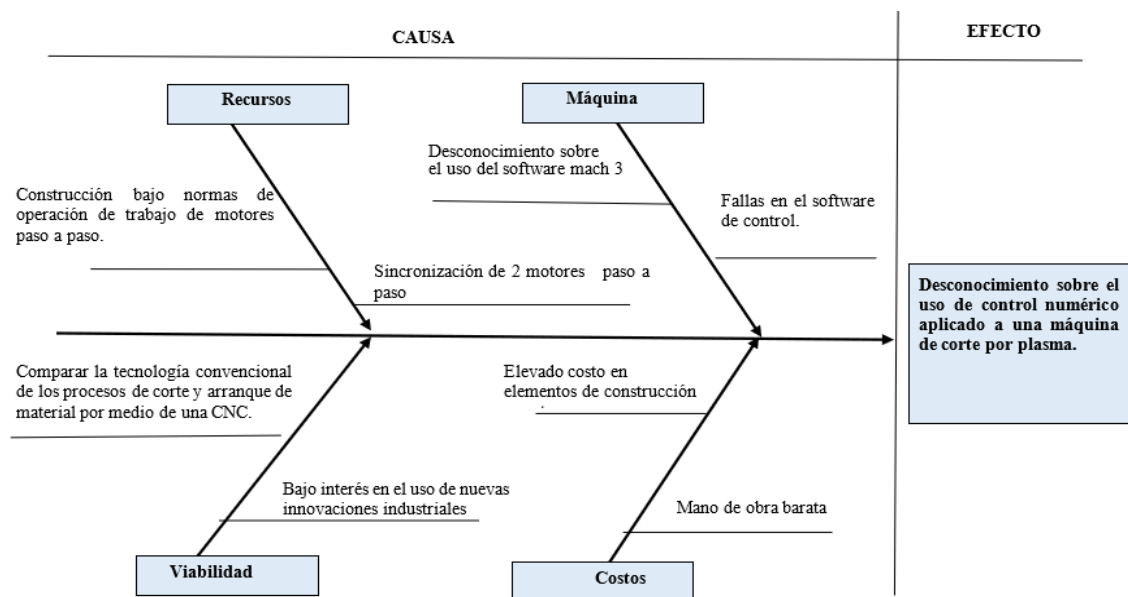 CAUSA
EFECTO
Recursos
Máquina
Desconocimiento sobre
el uso del software mach 3
Construcción bajo normas de
operación de trabajo de motores
paso a paso.
Fallas en el software
de control.
Sincronización de 2 motores paso a
paso
Desconocimiento sobre el
uso de control numérico
aplicado a una máquina
de corte por plasma.
Comparar la tecnología convencional
de los procesos de corte y arranque de
material por medio de una CNC.
Elevado costo en
elementos de construcción
Bajo interés en el uso de nuevas
innovaciones industriales
Mano de obra barata
Viabilidad
Costos